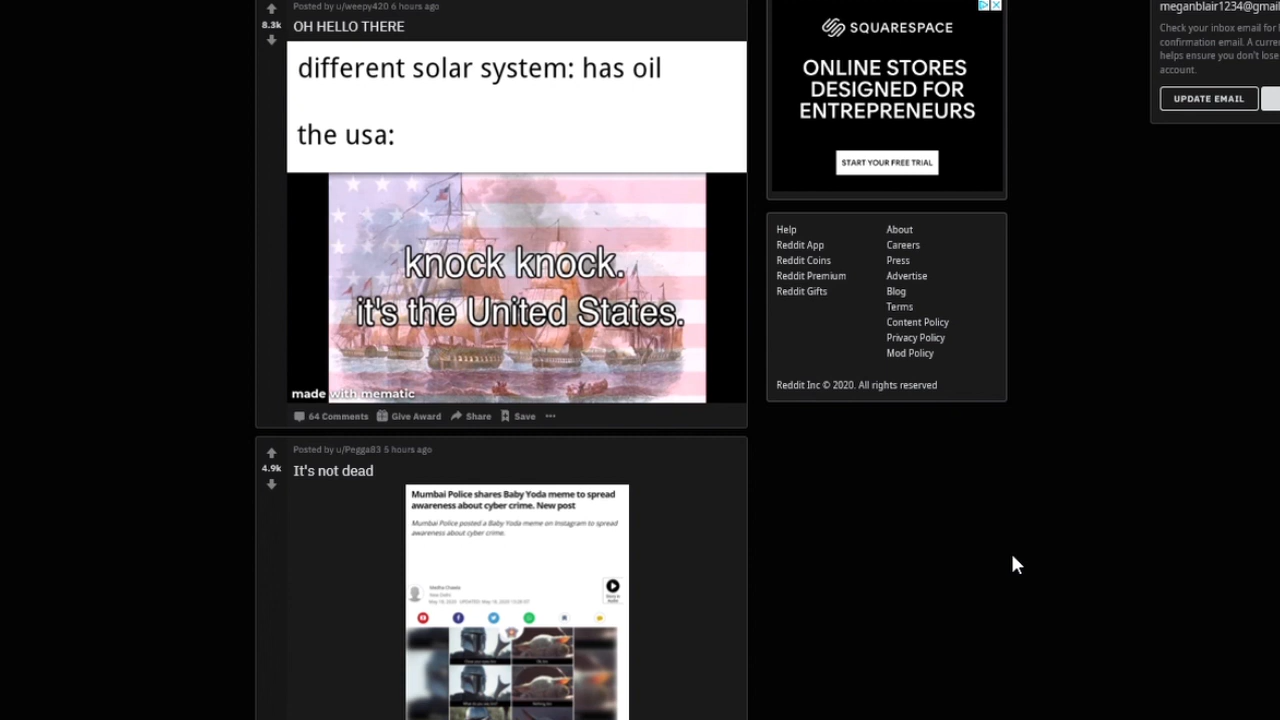 Posted by u/weepy420 6 hours ago
8.3k
OH HELLO THERE
different solar system: has oil
the usa:
knock knock.
it's the United States.
made with mematic
64 Comments Give Award Share Save
Posted by u/Pegga83 5 hours ago
4.9k
It's not dead
Mumbai Police shares Baby Yoda meme to spread
awareness about cyber crime. New post
Mumbai Police posted a Baby Yoda meme on Instagram to spread
awareness about cyber crime.
SQUARESPACE
ONLINE STORES
DESIGNED FOR
ENTREPRENEURS
START YOUR FREE TRIAL
Help About
Reddit App Careers
Reddit Coins Press
Reddit Premium Advertise
Reddit Gifts Blog
Terms
Content Policy
Privacy Policy
Mod Policy
Reddit Inc © 2020. All rights reserved
meganblair1234@gmai
Check your inbox email for
confirmation email. A curre
helps ensure you don't lose
account.
UPDATE EMAIL